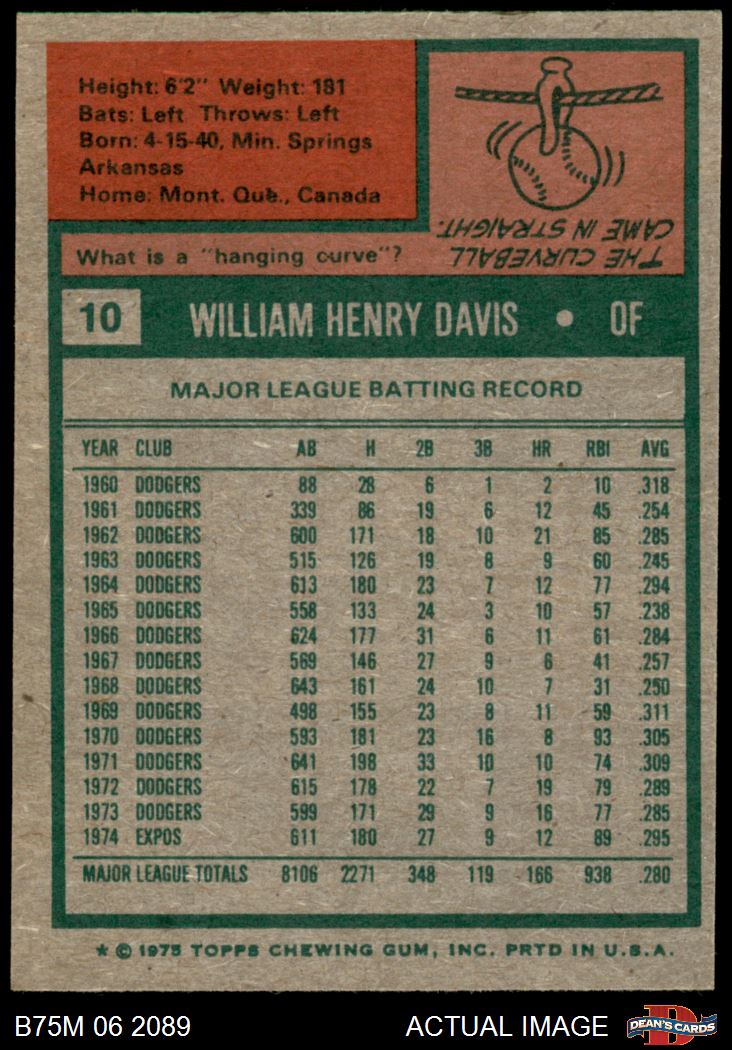 Height: 6'2" Weight: 181
Bats: Left Throws: Left
Born: 4-15-40, Min. Springs
Arkansas
Home: Mont. Que., Canada
What is a "hanging curve"?
THE CURVEBALL
CAME IN STRAIGHT.
10 WILLIAM HENRY DAVIS • OF
MAJOR LEAGUE BATTING RECORD
YEAR CLUB AB H 2B 3B HR RBI AVG
1960 DODGERS 88 28 6 1 2 10 .318
1961 DODGERS 339 86 19 6 12 45 .254
1962 DODGERS 600 171 18 10 21 85 .285
1963 DODGERS 515 126 19 8 9 60 .245
1964 DODGERS 613 180 23 7 12 77 .294
1965 DODGERS 558 133 24 3 10 57 .238
1966 DODGERS 624 177 31 6 11 61 .284
1967 DODGERS 569 146 27 9 6 41 .257
1968 DODGERS 643 161 24 10 7 31 .250
1969 DODGERS 498 155 23 8 11 59 .311
1970 DODGERS 593 181 23 16 8 93 .305
1971 DODGERS 641 198 33 10 10 74 .309
1972 DODGERS 615 178 22 7 19 79 .289
1973 DODGERS 599 171 29 9 16 77 .285
1974 EXPOS 611 180 27 9 12 89 .295
MAJOR LEAGUE TOTALS 8106 2271 348 119 166 938 .280
* © 1975 TOPPS CHEWING GUM, INC. PRTD IN U.S.A.
B75M 06 2089 ACTUAL IMAGE D DEAN'S CARDS